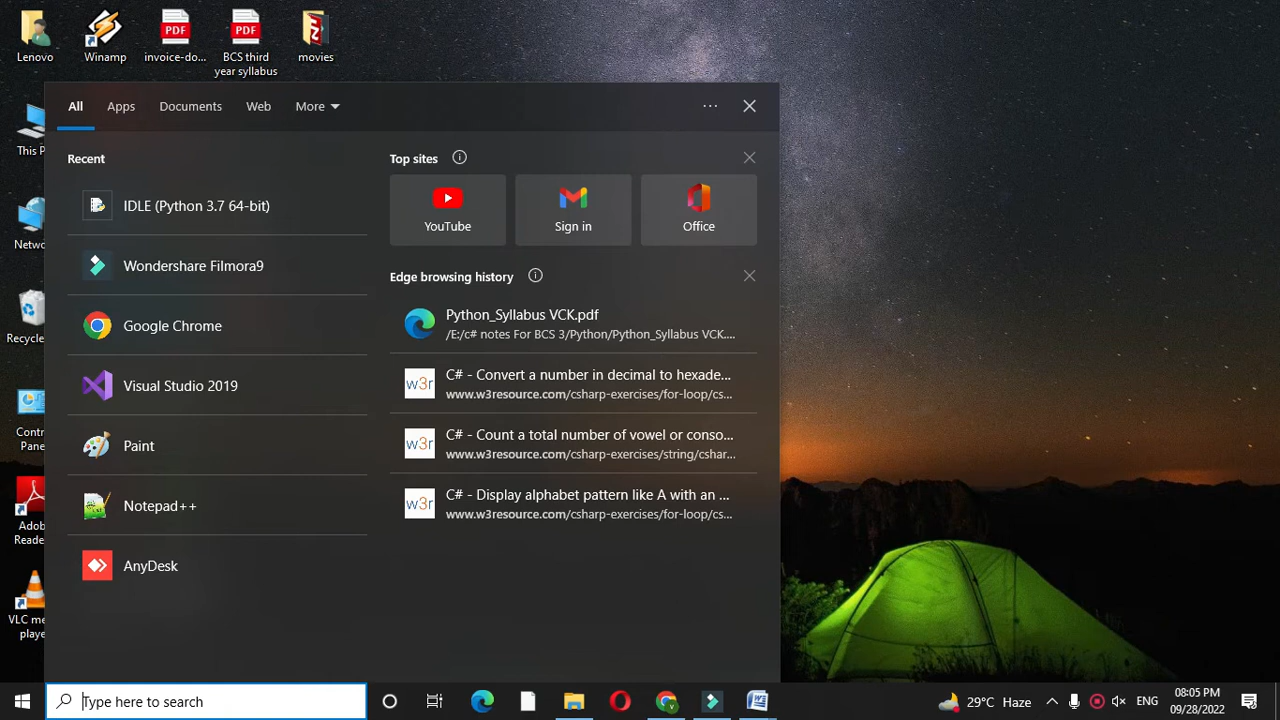 Lenovo
Winamp
invoice-do...
BCS third
year syllabus
movies
All
Apps
Documents
Web
More
Recent
IDLE (Python 3.7 64-bit)
Wondershare Filmora9
Google Chrome
Visual Studio 2019
Paint
Notepad++
AnyDesk
Top sites
YouTube
Sign in
Office
Edge browsing history
Python_Syllabus VCK.pdf
/E:/c# notes For BCS 3/Python/Python_Syllabus VCK....
C# - Convert a number in decimal to hexade...
www.w3resource.com/csharp-exercises/for-loop/cs...
C# - Count a total number of vowel or conso...
www.w3resource.com/csharp-exercises/string/cshar...
C# - Display alphabet pattern like A with an ...
www.w3resource.com/csharp-exercises/for-loop/cs...
w3r
w3r
w3r
PDF
PDF
This P
Netwo
Recycle
Contr
Pane
Adob
Reade
VLC me
playe
Type here to search
29°C Haze
ENG
08:05 PM
09/28/2022